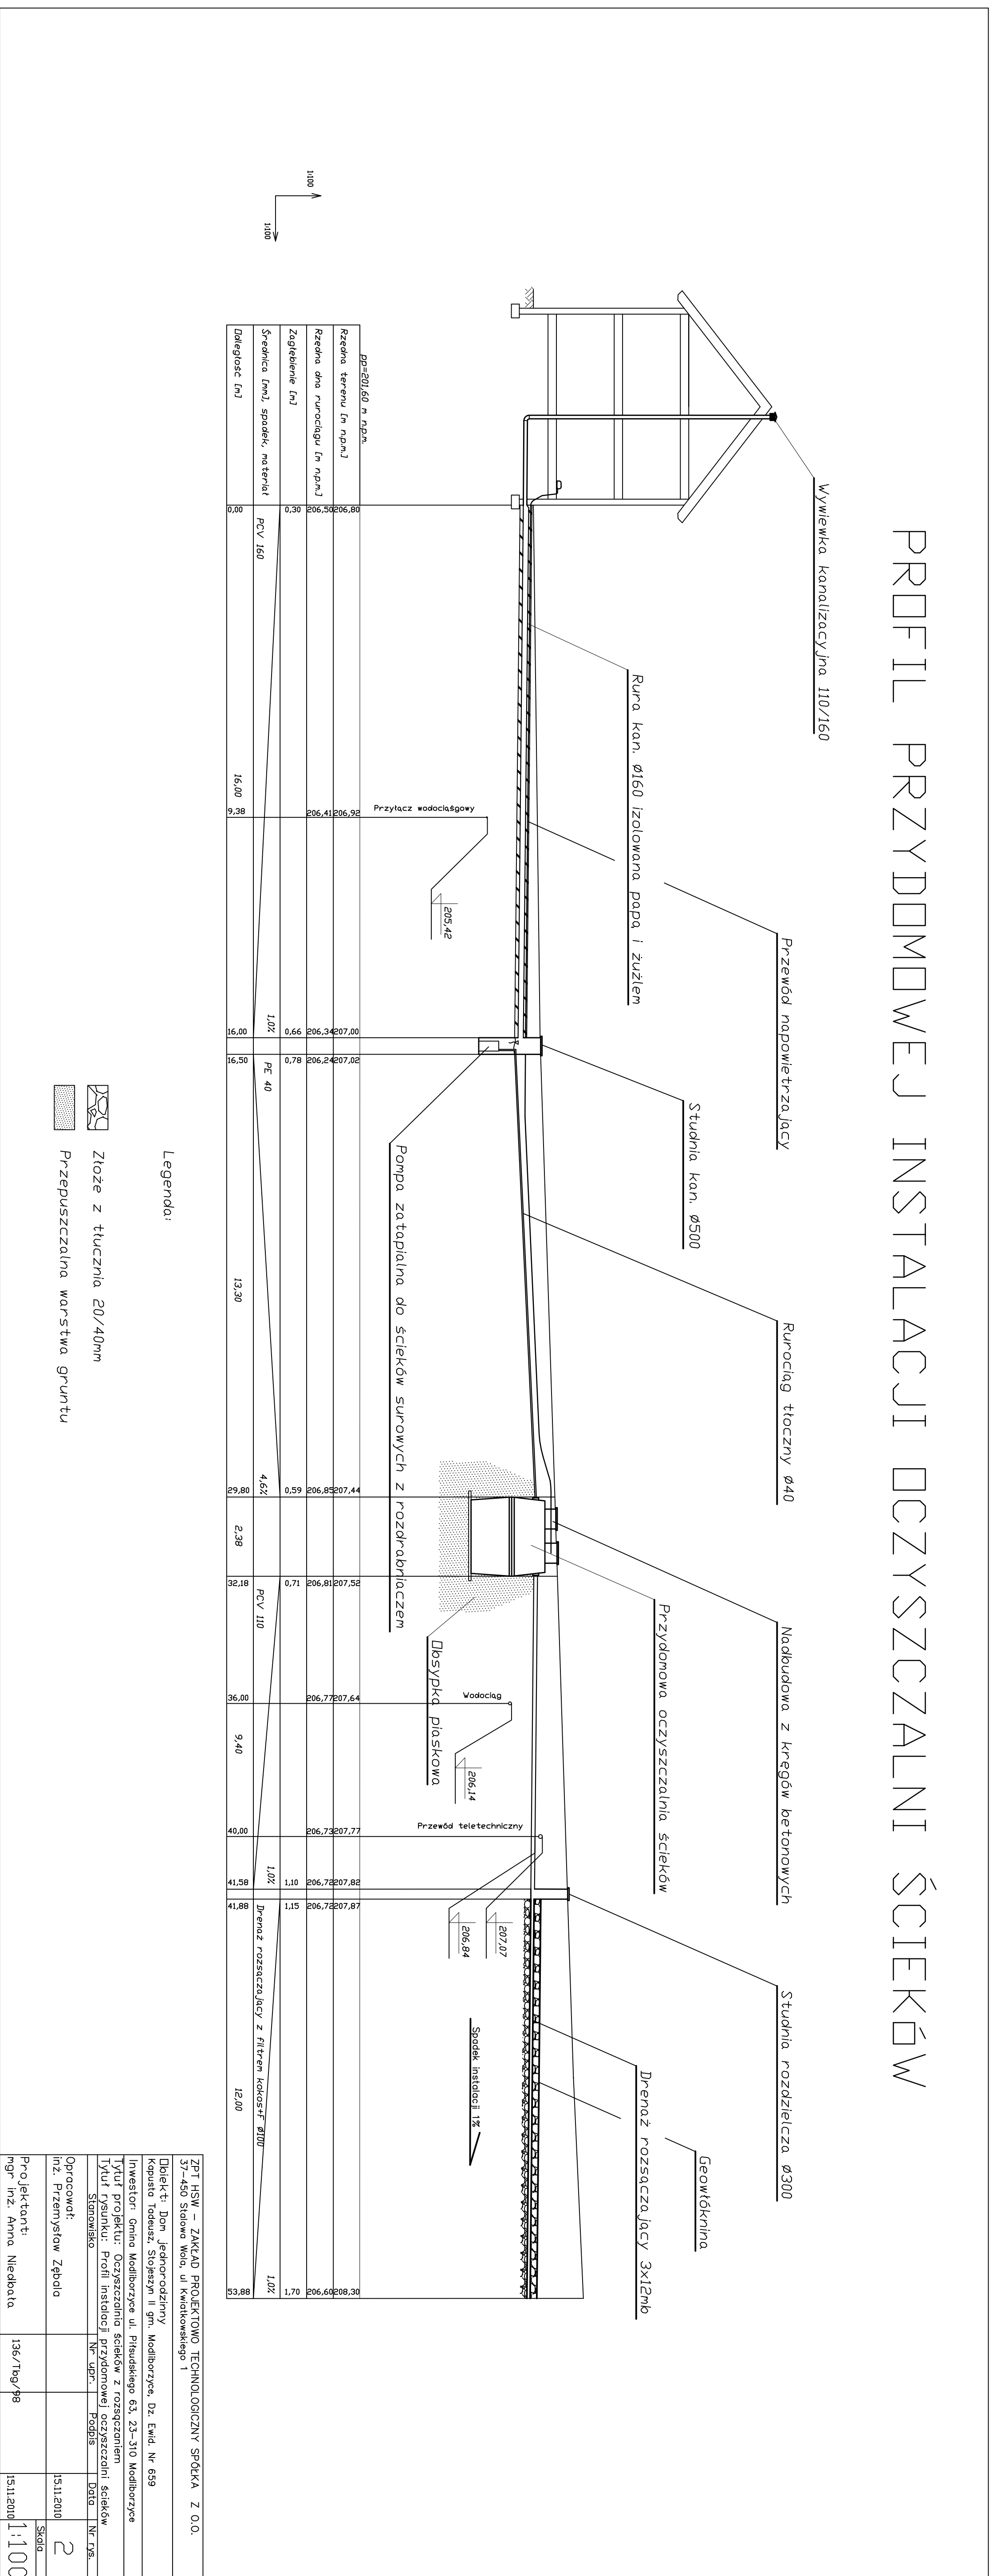 PROFIL PRZYDOMOWEJ INSTALACJI OCZYSZCZALNI ŚCIEKÓW
Wywiewka kanalizacyjna 110/160
Przewód napowietrzający
Rurociąg tłoczny Ø40
Nadbudowa z kręgów betonowych
Studnia rozdzielcza Ø300
Geowłóknina
Studnia kan. Ø500
Przydomowa oczyszczalnia ścieków
Rura kan. Ø160 izolowana papą i żużlem
Drenaż rozsączający 3x12mb
Przyłącz wodociągowy
205,42
Pompa zatapialna do ścieków surowych z rozdrabniaczem
Obsypka piaskowa
Wodociąg
206,14
Przewód teletechniczny
207,07
206,84
Spadek instalacji 1%
1:100
1:100
pp=201,60 m n.p.m.
Rzędna terenu [m n.p.m.] 206,80 206,92 207,00 207,02 207,44 207,52 207,64 207,77 207,82 207,87 208,30
Rzędna dna rurociągu [m n.p.m.] 206,50 206,41 206,34 206,24 206,85 206,81 206,77 206,73 206,72 206,72 206,60
Zagłębienie [m] 0,30 0,66 0,78 0,59 0,71 1,10 1,15 1,70
Średnica [mm], spadek, materiał PCV 160 1,0% PE 40 4,6% PCV 110 1,0% Drenaż rozsączający z filtrem kokos+F Ø100 1,0%
Odległość [m] 16,00 13,30 2,38 9,40 12,00
0,00 9,38 16,00 16,50 29,80 32,18 36,00 40,00 41,58 41,88 53,88
Legenda:
Złoże z tłucznia 20/40mm
Przepuszczalna warstwa gruntu
ZPT HSW – ZAKŁAD PROJEKTOWO TECHNOLOGICZNY SPÓŁKA Z O.O.
37–450 Stalowa Wola, ul Kwiatkowskiego 1
Obiekt: Dom jednorodzinny
Kapusta Tadeusz, Stojeszyn II gm. Modliborzyce, Dz. Ewid. Nr 659
Inwestor: Gmina Modliborzyce ul. Piłsudskiego 63, 23–310 Modliborzyce
Tytuł projektu: Oczyszczalnia ścieków z rozsączaniem
Tytuł rysunku: Profil instalacji przydomowej oczyszczalni ścieków
Stanowisko Nr upr. Podpis Data Nr rys.
Opracował:
inż. Przemysław Zębala 15.11.2010 2
Skala
Projektant:
mgr inż. Anna Niedbała 136/Tbg/98 15.11.2010 1:100